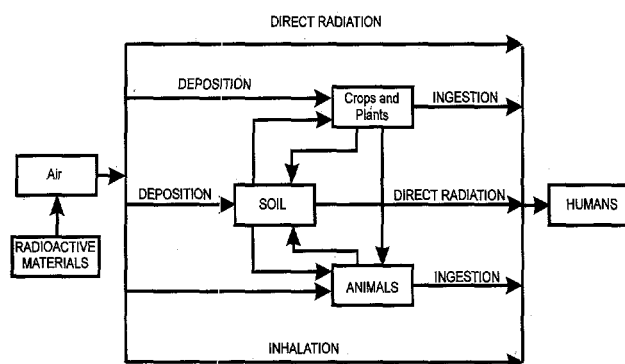 DIRECT RADIATION
DEPOSITION
Crops and
Plants
INGESTION
Air
DEPOSITION
SOIL
DIRECT RADIATION
HUMANS
RADIOACTIVE
MATERIALS
ANIMALS
INGESTION
INHALATION